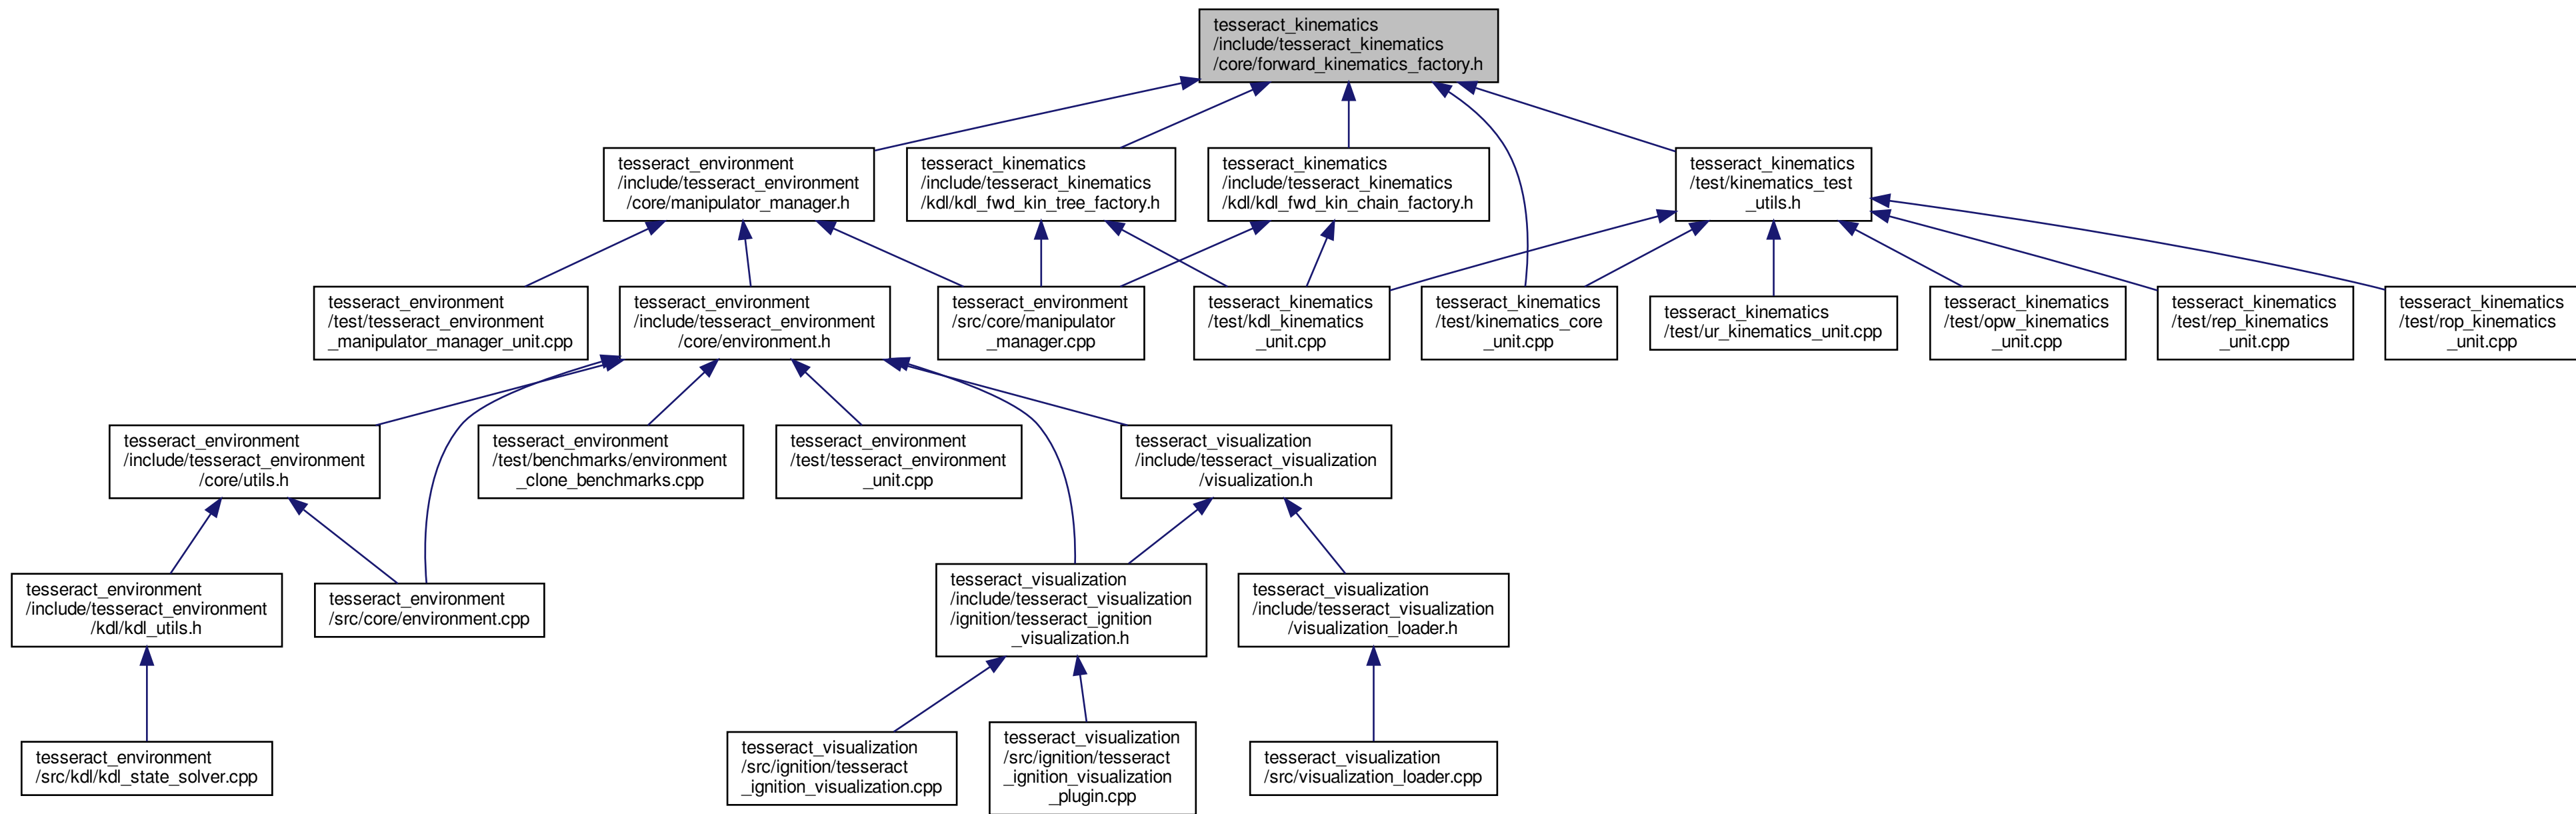 tesseract_kinematics
/include/tesseract_kinematics
/core/forward_kinematics_factory.h
tesseract_environment
/include/tesseract_environment
/core/manipulator_manager.h
tesseract_kinematics
/include/tesseract_kinematics
/kdl/kdl_fwd_kin_tree_factory.h
tesseract_kinematics
/include/tesseract_kinematics
/kdl/kdl_fwd_kin_chain_factory.h
tesseract_kinematics
/test/kinematics_test
_utils.h
tesseract_environment
/test/tesseract_environment
_manipulator_manager_unit.cpp
tesseract_environment
/include/tesseract_environment
/core/environment.h
tesseract_environment
/src/core/manipulator
_manager.cpp
tesseract_kinematics
/test/kdl_kinematics
_unit.cpp
tesseract_kinematics
/test/kinematics_core
_unit.cpp
tesseract_kinematics
/test/ur_kinematics_unit.cpp
tesseract_kinematics
/test/opw_kinematics
_unit.cpp
tesseract_kinematics
/test/rep_kinematics
_unit.cpp
tesseract_kinematics
/test/rop_kinematics
_unit.cpp
tesseract_environment
/include/tesseract_environment
/core/utils.h
tesseract_environment
/test/benchmarks/environment
_clone_benchmarks.cpp
tesseract_environment
/test/tesseract_environment
_unit.cpp
tesseract_visualization
/include/tesseract_visualization
/visualization.h
tesseract_environment
/include/tesseract_environment
/kdl/kdl_utils.h
tesseract_environment
/src/core/environment.cpp
tesseract_visualization
/include/tesseract_visualization
/ignition/tesseract_ignition
_visualization.h
tesseract_visualization
/include/tesseract_visualization
/visualization_loader.h
tesseract_environment
/src/kdl/kdl_state_solver.cpp
tesseract_visualization
/src/ignition/tesseract
_ignition_visualization.cpp
tesseract_visualization
/src/ignition/tesseract
_ignition_visualization
_plugin.cpp
tesseract_visualization
/src/visualization_loader.cpp